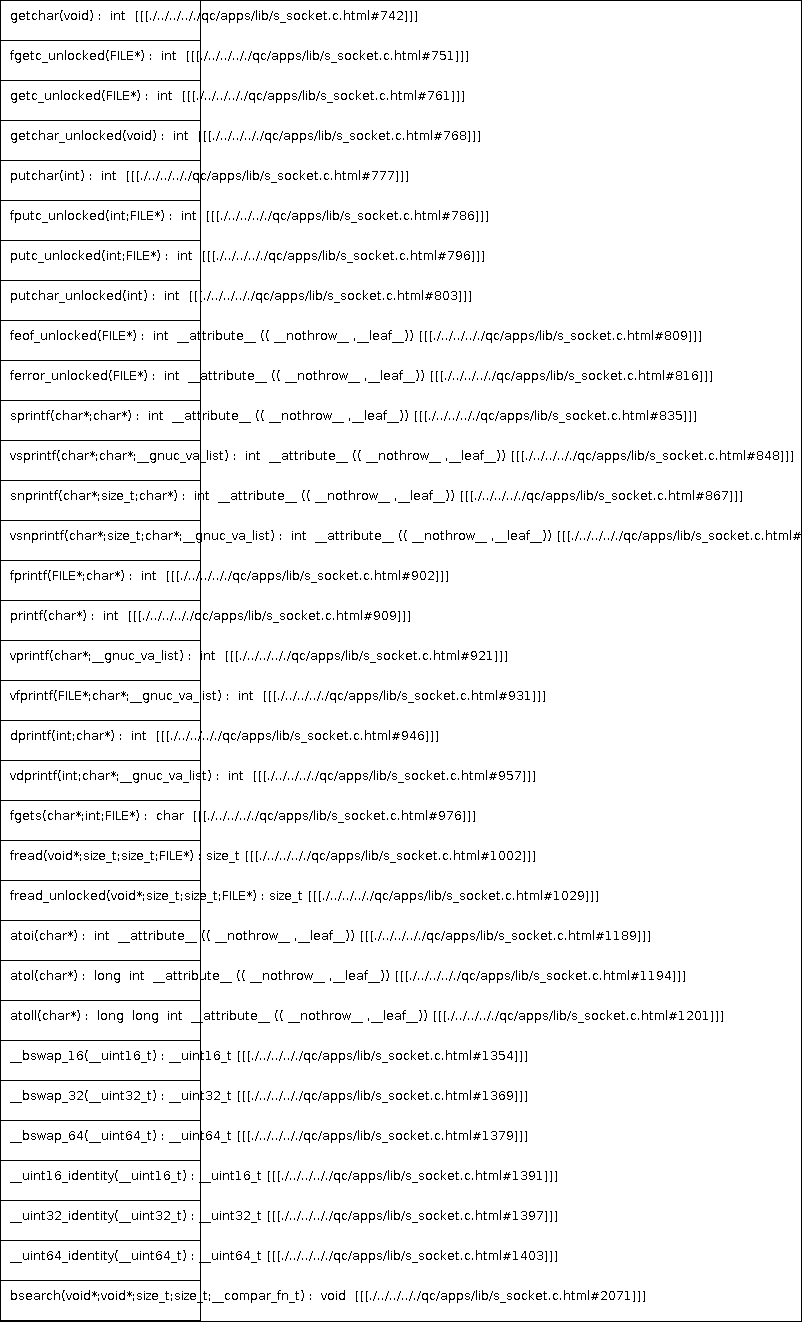 getchar(void) : int [[[./../../../../qc/apps/lib/s_socket.c.html#742]]]
fgetc_unlocked(FILE*) : int [[[./../../../../qc/apps/lib/s_socket.c.html#751]]]
getc_unlocked(FILE*) : int [[[./../../../../qc/apps/lib/s_socket.c.html#761]]]
getchar_unlocked(void) : int [[[./../../../../qc/apps/lib/s_socket.c.html#768]]]
putchar(int) : int [[[./../../../../qc/apps/lib/s_socket.c.html#777]]]
fputc_unlocked(int;FILE*) : int [[[./../../../../qc/apps/lib/s_socket.c.html#786]]]
putc_unlocked(int;FILE*) : int [[[./../../../../qc/apps/lib/s_socket.c.html#796]]]
putchar_unlocked(int) : int [[[./../../../../qc/apps/lib/s_socket.c.html#803]]]
feof_unlocked(FILE*) : int __attribute__ (( __nothrow__ ,__leaf__)) [[[./../../../../qc/apps/lib/s_socket.c.html#809]]]
ferror_unlocked(FILE*) : int __attribute__ (( __nothrow__ ,__leaf__)) [[[./../../../../qc/apps/lib/s_socket.c.html#816]]]
sprintf(char*;char*) : int __attribute__ (( __nothrow__ ,__leaf__)) [[[./../../../../qc/apps/lib/s_socket.c.html#835]]]
vsprintf(char*;char*;__gnuc_va_list) : int __attribute__ (( __nothrow__ ,__leaf__)) [[[./../../../../qc/apps/lib/s_socket.c.html#848]]]
snprintf(char*;size_t;char*) : int __attribute__ (( __nothrow__ ,__leaf__)) [[[./../../../../qc/apps/lib/s_socket.c.html#867]]]
vsnprintf(char*;size_t;char*;__gnuc_va_list) : int __attribute__ (( __nothrow__ ,__leaf__)) [[[./../../../../qc/apps/lib/s_socket.c.html#
fprintf(FILE*;char*) : int [[[./../../../../qc/apps/lib/s_socket.c.html#902]]]
printf(char*) : int [[[./../../../../qc/apps/lib/s_socket.c.html#909]]]
vprintf(char*;__gnuc_va_list) : int [[[./../../../../qc/apps/lib/s_socket.c.html#921]]]
vfprintf(FILE*;char*;__gnuc_va_list) : int [[[./../../../../qc/apps/lib/s_socket.c.html#931]]]
dprintf(int;char*) : int [[[./../../../../qc/apps/lib/s_socket.c.html#946]]]
vdprintf(int;char*;__gnuc_va_list) : int [[[./../../../../qc/apps/lib/s_socket.c.html#957]]]
fgets(char*;int;FILE*) : char [[[./../../../../qc/apps/lib/s_socket.c.html#976]]]
fread(void*;size_t;size_t;FILE*) : size_t [[[./../../../../qc/apps/lib/s_socket.c.html#1002]]]
fread_unlocked(void*;size_t;size_t;FILE*) : size_t [[[./../../../../qc/apps/lib/s_socket.c.html#1029]]]
atoi(char*) : int __attribute__ (( __nothrow__ ,__leaf__)) [[[./../../../../qc/apps/lib/s_socket.c.html#1189]]]
atol(char*) : long int __attribute__ (( __nothrow__ ,__leaf__)) [[[./../../../../qc/apps/lib/s_socket.c.html#1194]]]
atoll(char*) : long long int __attribute__ (( __nothrow__ ,__leaf__)) [[[./../../../../qc/apps/lib/s_socket.c.html#1201]]]
__bswap_16(__uint16_t) : __uint16_t [[[./../../../../qc/apps/lib/s_socket.c.html#1354]]]
__bswap_32(__uint32_t) : __uint32_t [[[./../../../../qc/apps/lib/s_socket.c.html#1369]]]
__bswap_64(__uint64_t) : __uint64_t [[[./../../../../qc/apps/lib/s_socket.c.html#1379]]]
__uint16_identity(__uint16_t) : __uint16_t [[[./../../../../qc/apps/lib/s_socket.c.html#1391]]]
__uint32_identity(__uint32_t) : __uint32_t [[[./../../../../qc/apps/lib/s_socket.c.html#1397]]]
__uint64_identity(__uint64_t) : __uint64_t [[[./../../../../qc/apps/lib/s_socket.c.html#1403]]]
bsearch(void*;void*;size_t;size_t;__compar_fn_t) : void [[[./../../../../qc/apps/lib/s_socket.c.html#2071]]]